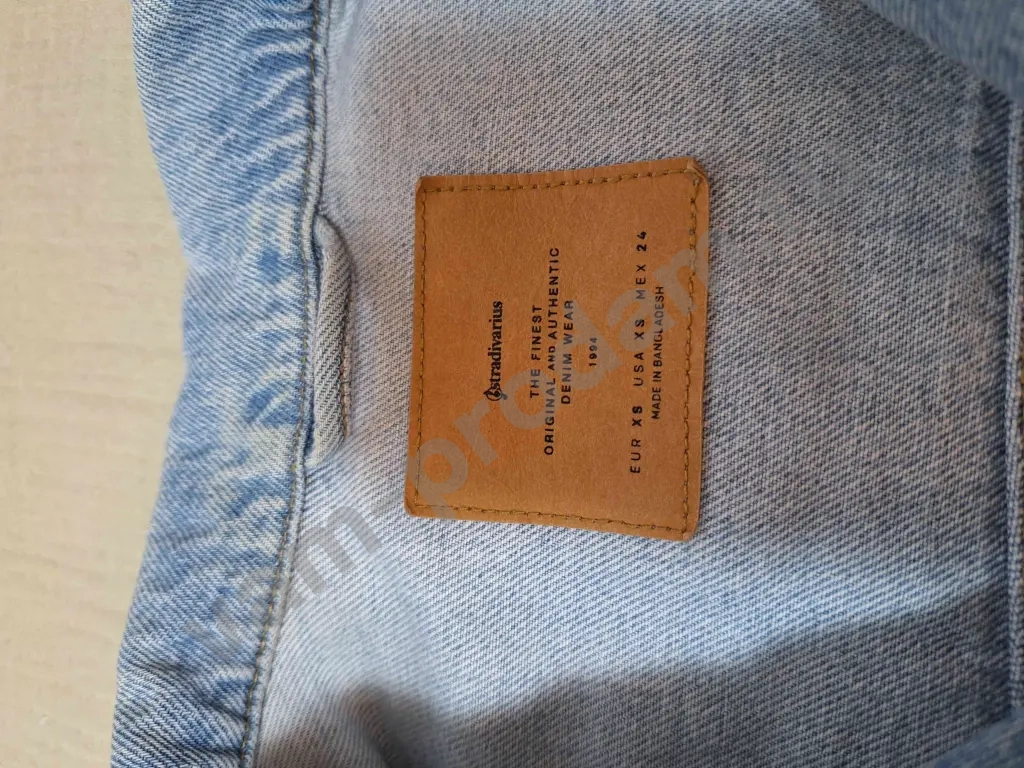 stradivarius
THE FINEST
ORIGINAL AND AUTHENTIC
DENIM WEAR
1994
EUR XS USA XS MEX 24
MADE IN BANGLADESH